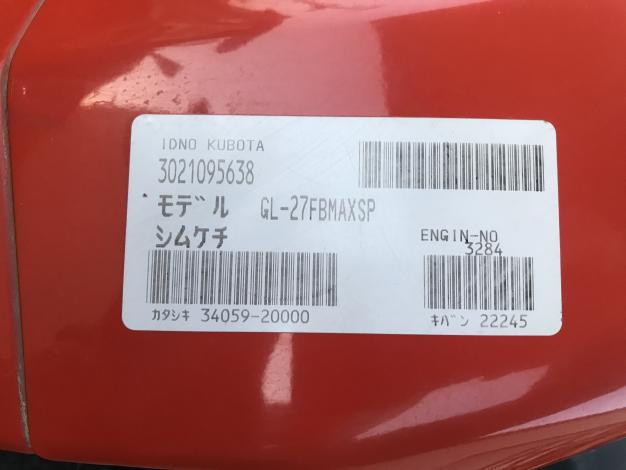 IDNO KUBOTA
3021095638
モデル GL-27FBMAXSP
シムケチ
ENGIN-NO
3284
カタシキ 34059-20000
キバン 22245